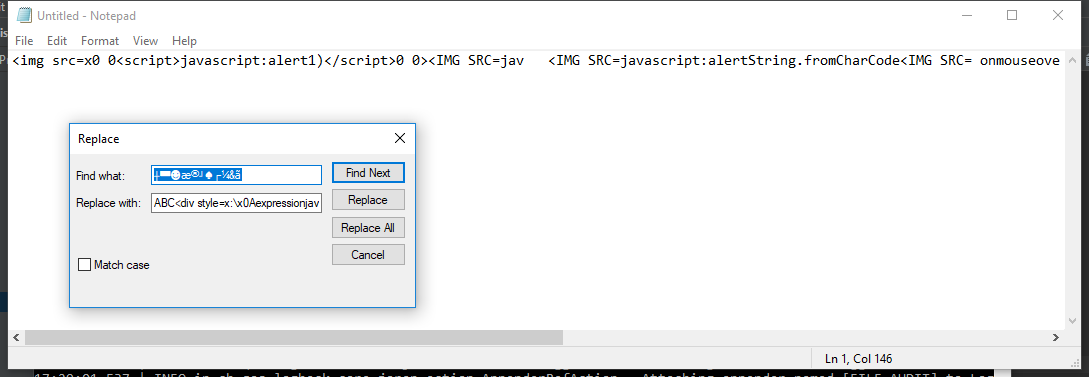 Untitled - Notepad
File Edit Format View Help
<img src=x0 0<script>javascript:alert1)</script>0 0><IMG SRC=jav <IMG SRC=javascript:alertString.fromCharCode<IMG SRC= onmouseove
Replace
Find what:
Find Next
Replace with: ABC<div style=x:\x0Aexpressionjav
Replace
Replace All
Cancel
Match case
Ln 1, Col 146